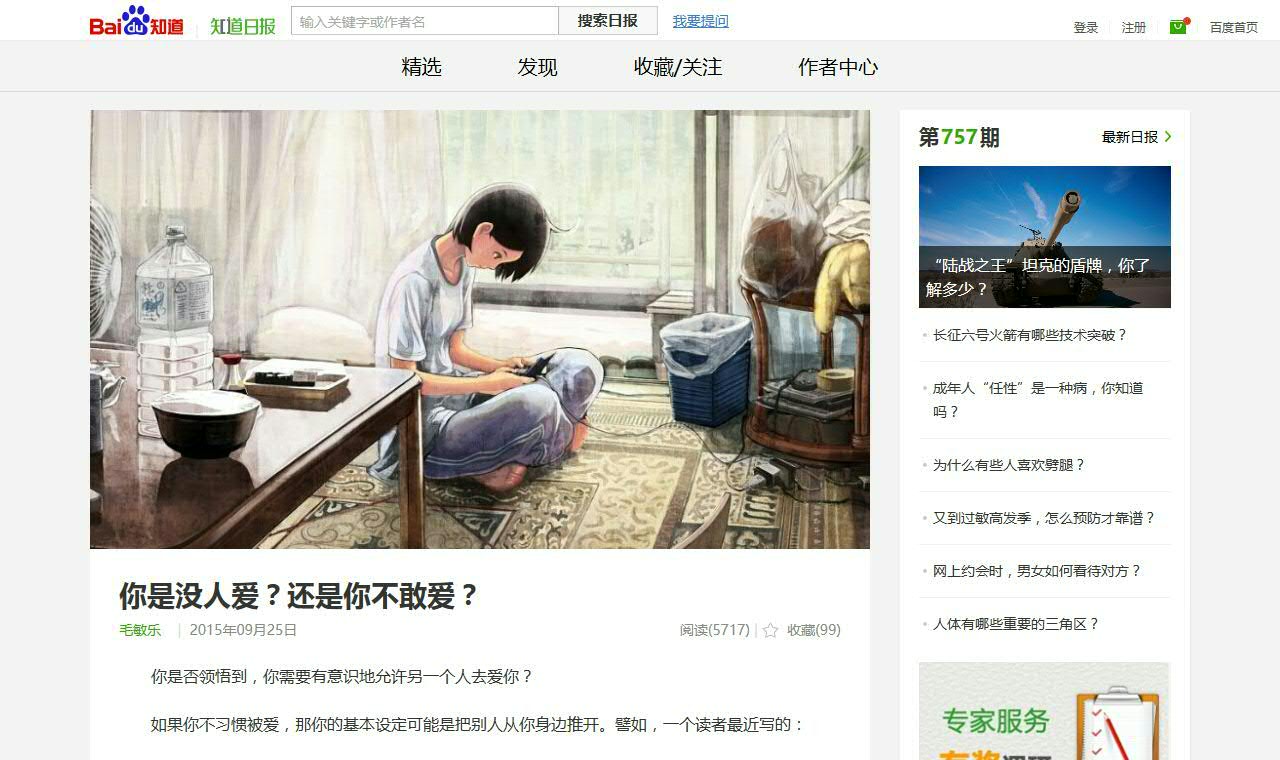 Bai du 知道
知道日报
输入关键字或作者名
搜索日报
我要提问
登录
注册
百度首页
精选
发现
收藏/关注
作者中心
你是没人爱？还是你不敢爱？
毛敏乐 | 2015年09月25日
阅读(5717) | 收藏(99)
你是否领悟到，你需要有意识地允许另一个人去爱你？
如果你不习惯被爱，那你的基本设定可能是把别人从你身边推开。譬如，一个读者最近写的：
第757期
最新日报
“陆战之王”坦克的盾牌，你了
解多少？
长征六号火箭有哪些技术突破？
成年人“任性”是一种病，你知道
吗？
为什么有些人喜欢劈腿？
又到过敏高发季，怎么预防才靠谱？
网上约会时，男女如何看待对方？
人体有哪些重要的三角区？
专家服务
有奖调研